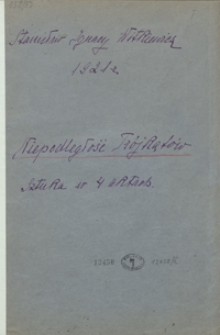 Stanisław Ignacy Witkiewicz
1921 r.
Niepodległość Trójkątów
Sztuka w 4 aktach.